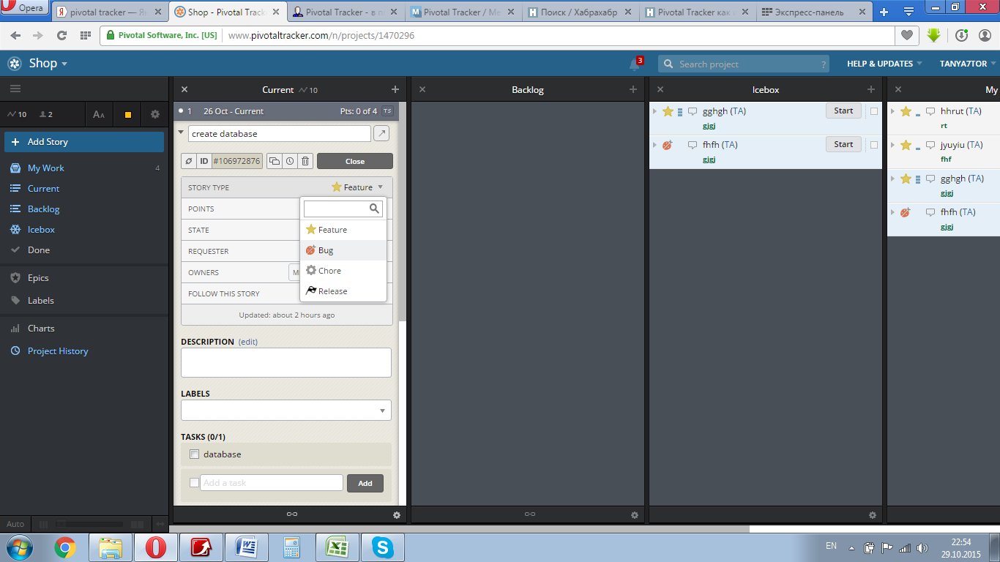 Opera
pivotal tracker — Ян
Shop - Pivotal Track
Pivotal Tracker - в п
Pivotal Tracker / Ме
Поиск / Хабрахабр
Pivotal Tracker как
Экспресс-панель
Pivotal Software, Inc. [US]
www.pivotaltracker.com/n/projects/1470296
Shop
3
Search project
?
HELP & UPDATES
TANYA7TOR
10
2
AA
Add Story
My Work
4
Current
Backlog
Icebox
Done
Epics
Labels
Charts
Project History
Auto
Current
10
1
26 Oct - Current
Pts: 0 of 4
TS
create database
ID
#106972876
Close
STORY TYPE
Feature
POINTS
STATE
REQUESTER
OWNERS
FOLLOW THIS STORY
Feature
Bug
Chore
Release
Updated: about 2 hours ago
DESCRIPTION (edit)
LABELS
TASKS (0/1)
database
Add a task
Add
Backlog
Icebox
gghgh (TA)
gjgj
Start
fhfh (TA)
gjgj
Start
My
hhrut (TA)
rt
jyuyiu (TA)
fhf
gghgh (TA)
gjgj
fhfh (TA)
gjgj
EN
22:54
29.10.2015